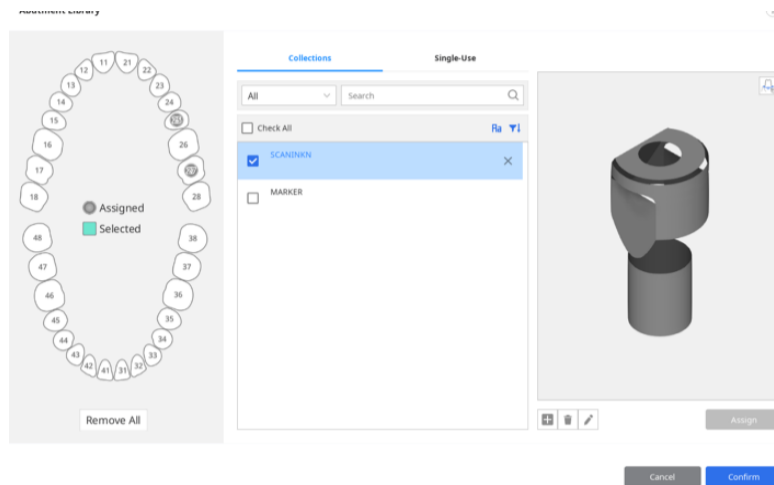 Abutment Library
Collections
Single-Use
All
Search
Check All
SCANINKN
MARKER
11
21
12
22
13
23
14
24
15
25
16
26
17
27
18
28
Assigned
Selected
48
38
47
37
46
36
45
35
44
34
43
33
42
41
31
32
Remove All
Assign
Cancel
Confirm